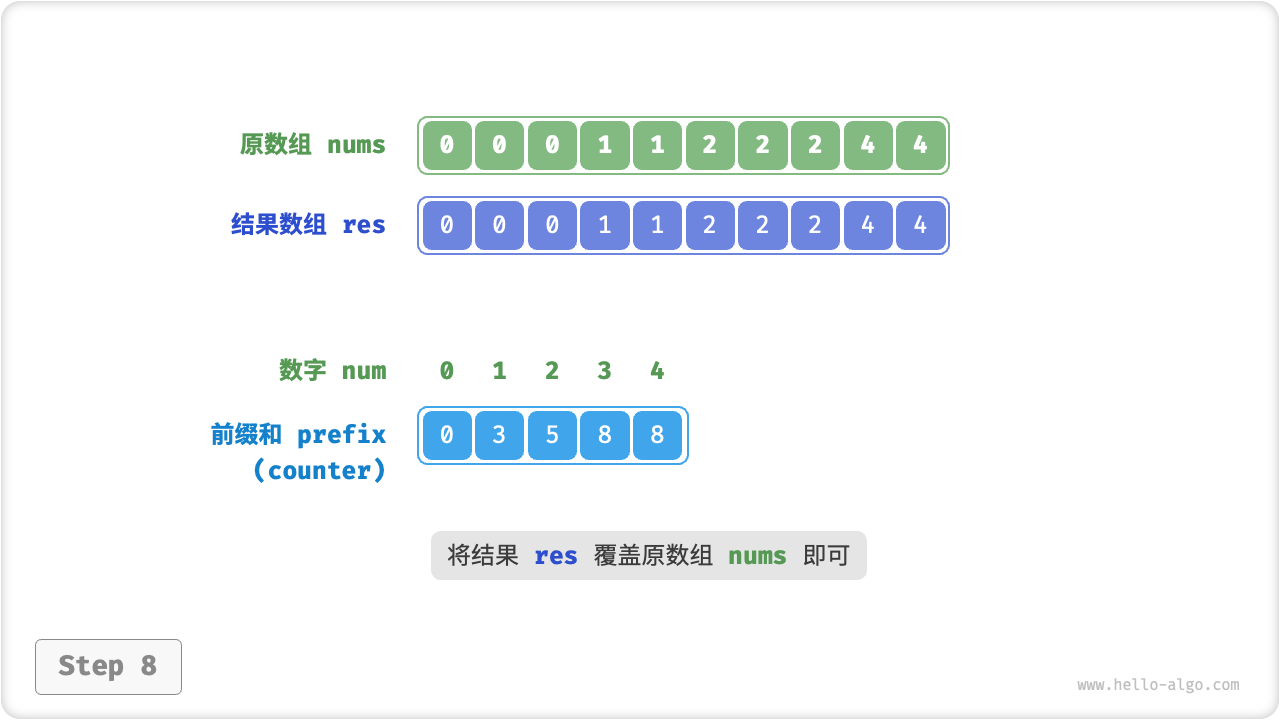 原数组 nums 0 0 0 1 1 2 2 2 4 4
结果数组 res 0 0 0 1 1 2 2 2 4 4
数字 num 0 1 2 3 4
前缀和 prefix 0 3 5 8 8
(counter)
将结果 res 覆盖原数组 nums 即可
Step 8
www.hello-algo.com